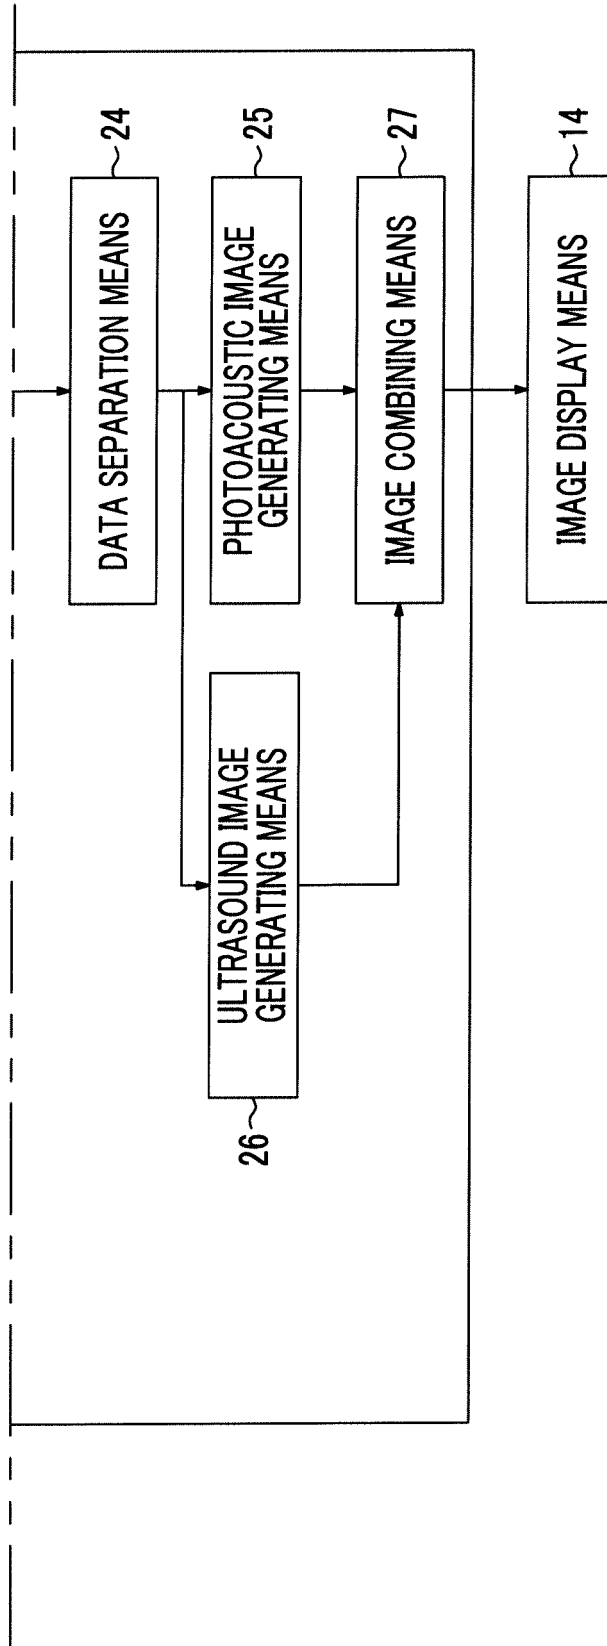 DATA SEPARATION MEANS
24
PHOTOACOUSTIC IMAGE
GENERATING MEANS
25
ULTRASOUND IMAGE
GENERATING MEANS
26
IMAGE COMBINING MEANS
27
IMAGE DISPLAY MEANS
14